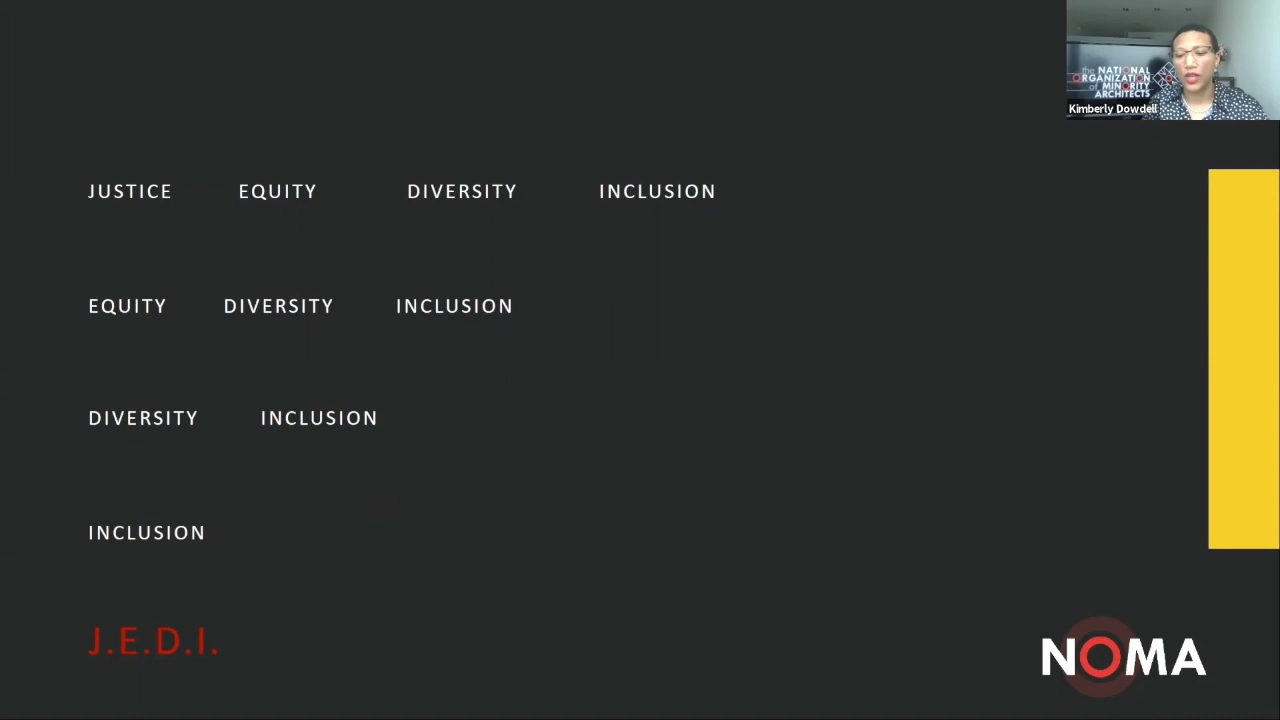 the NATIONAL
ORGANIZATION
of MINORITY
ARCHITECTS
Kimberly Dowdell
JUSTICE EQUITY DIVERSITY INCLUSION
EQUITY DIVERSITY INCLUSION
DIVERSITY INCLUSION
INCLUSION
J.E.D.I.
NOMA